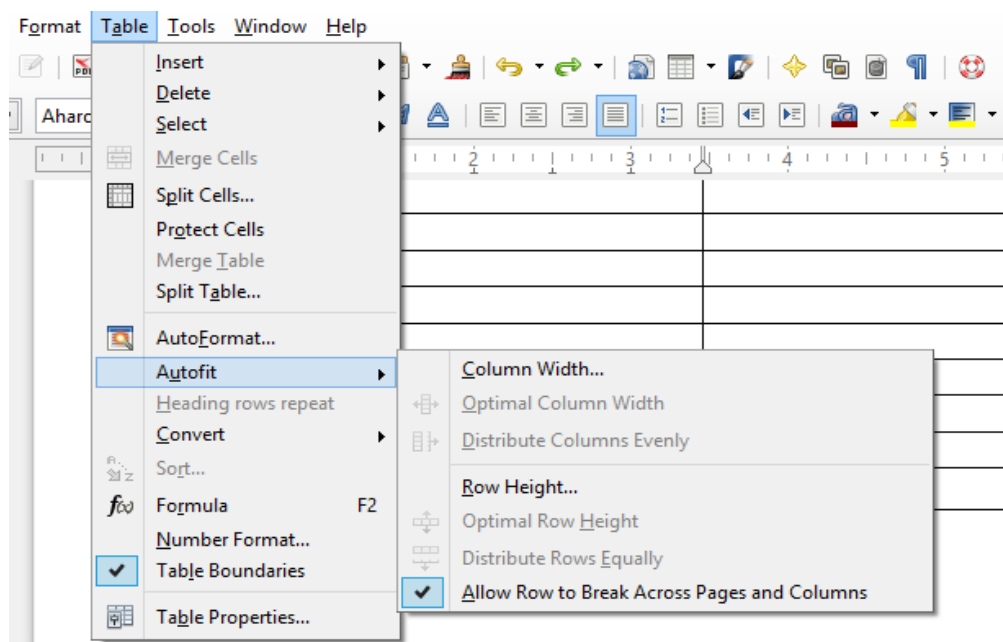 Format Table Tools Window Help
Insert
Delete
Select
Merge Cells
Split Cells...
Protect Cells
Merge Table
Split Table...
AutoFormat...
Autofit
Heading rows repeat
Convert
Sort...
Formula F2
Number Format...
Table Boundaries
Table Properties...
Column Width...
Optimal Column Width
Distribute Columns Evenly
Row Height...
Optimal Row Height
Distribute Rows Equally
Allow Row to Break Across Pages and Columns
Aharo
2 3 4 5